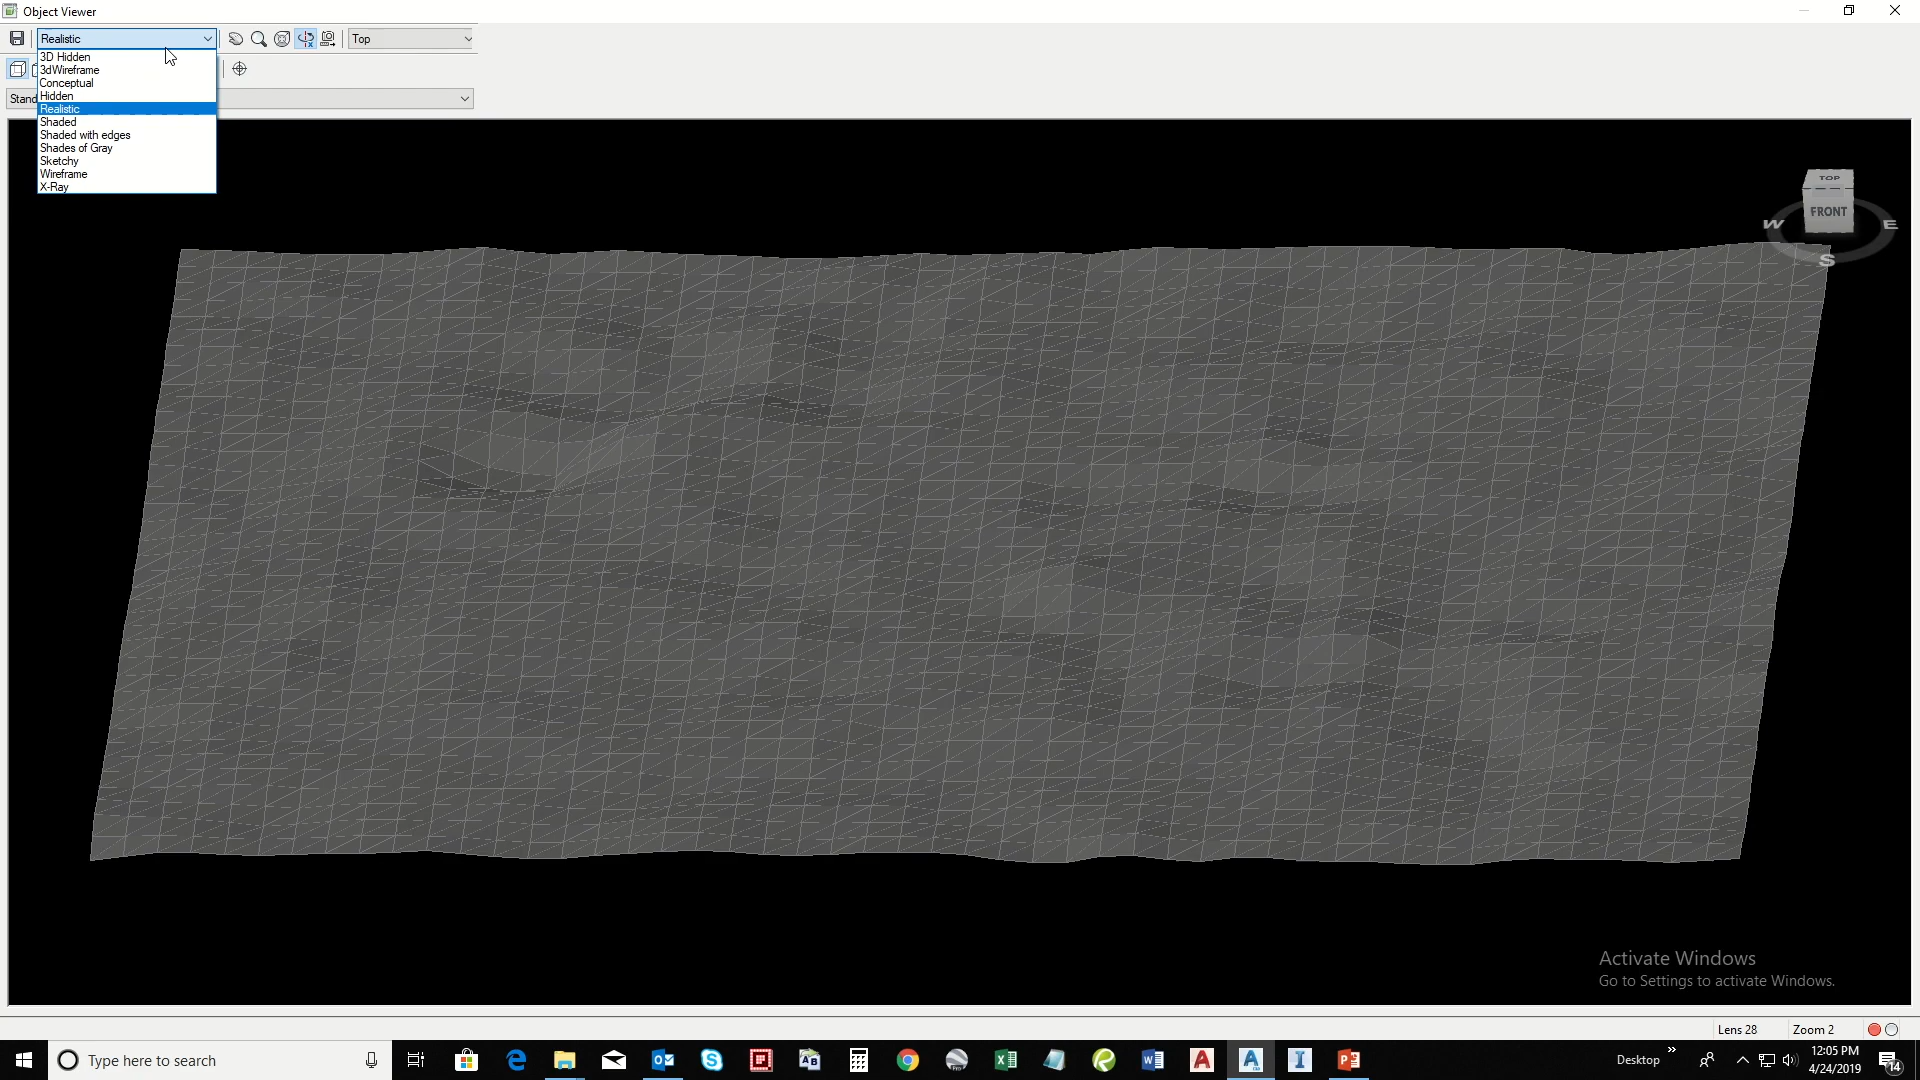 Object Viewer
Realistic
Top
3D Hidden
3dWireframe
Conceptual
Hidden
Realistic
Shaded
Shaded with edges
Shades of Gray
Sketchy
Wireframe
X-Ray
Stand
TOP
FRONT
W
E
S
Activate Windows
Go to Settings to activate Windows.
Lens 28
Zoom 2
Type here to search
Desktop
12:05 PM
4/24/2019
14